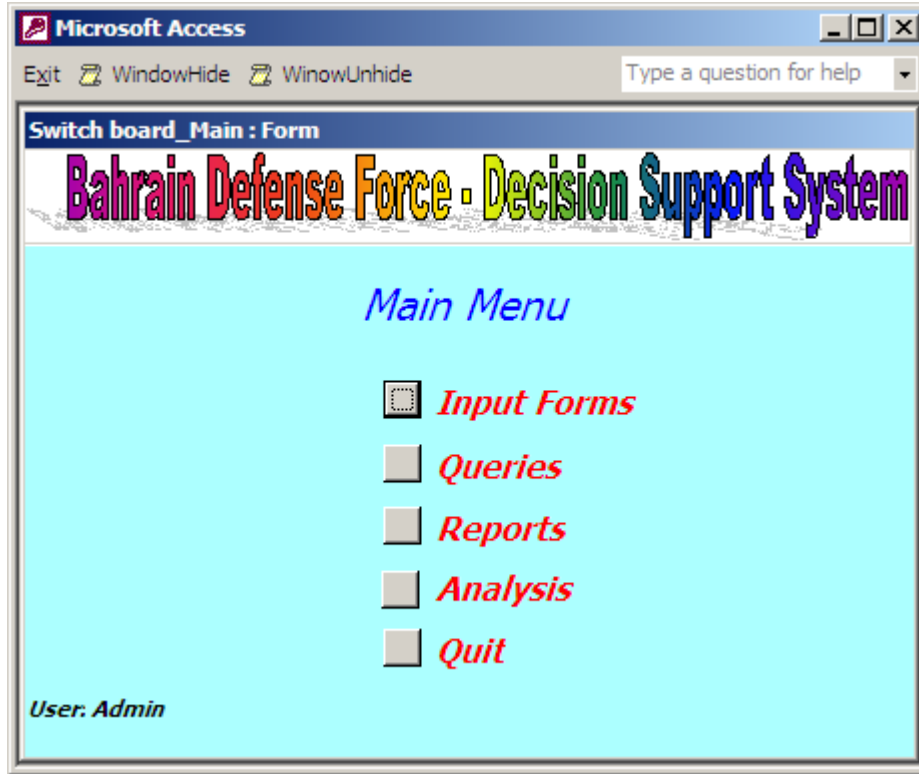 Microsoft Access
Exit WindowHide WinowUnhide Type a question for help
Switch board_Main : Form
Bahrain Defense Force - Decision Support System
Main Menu
Input Forms
Queries
Reports
Analysis
Quit
User: Admin